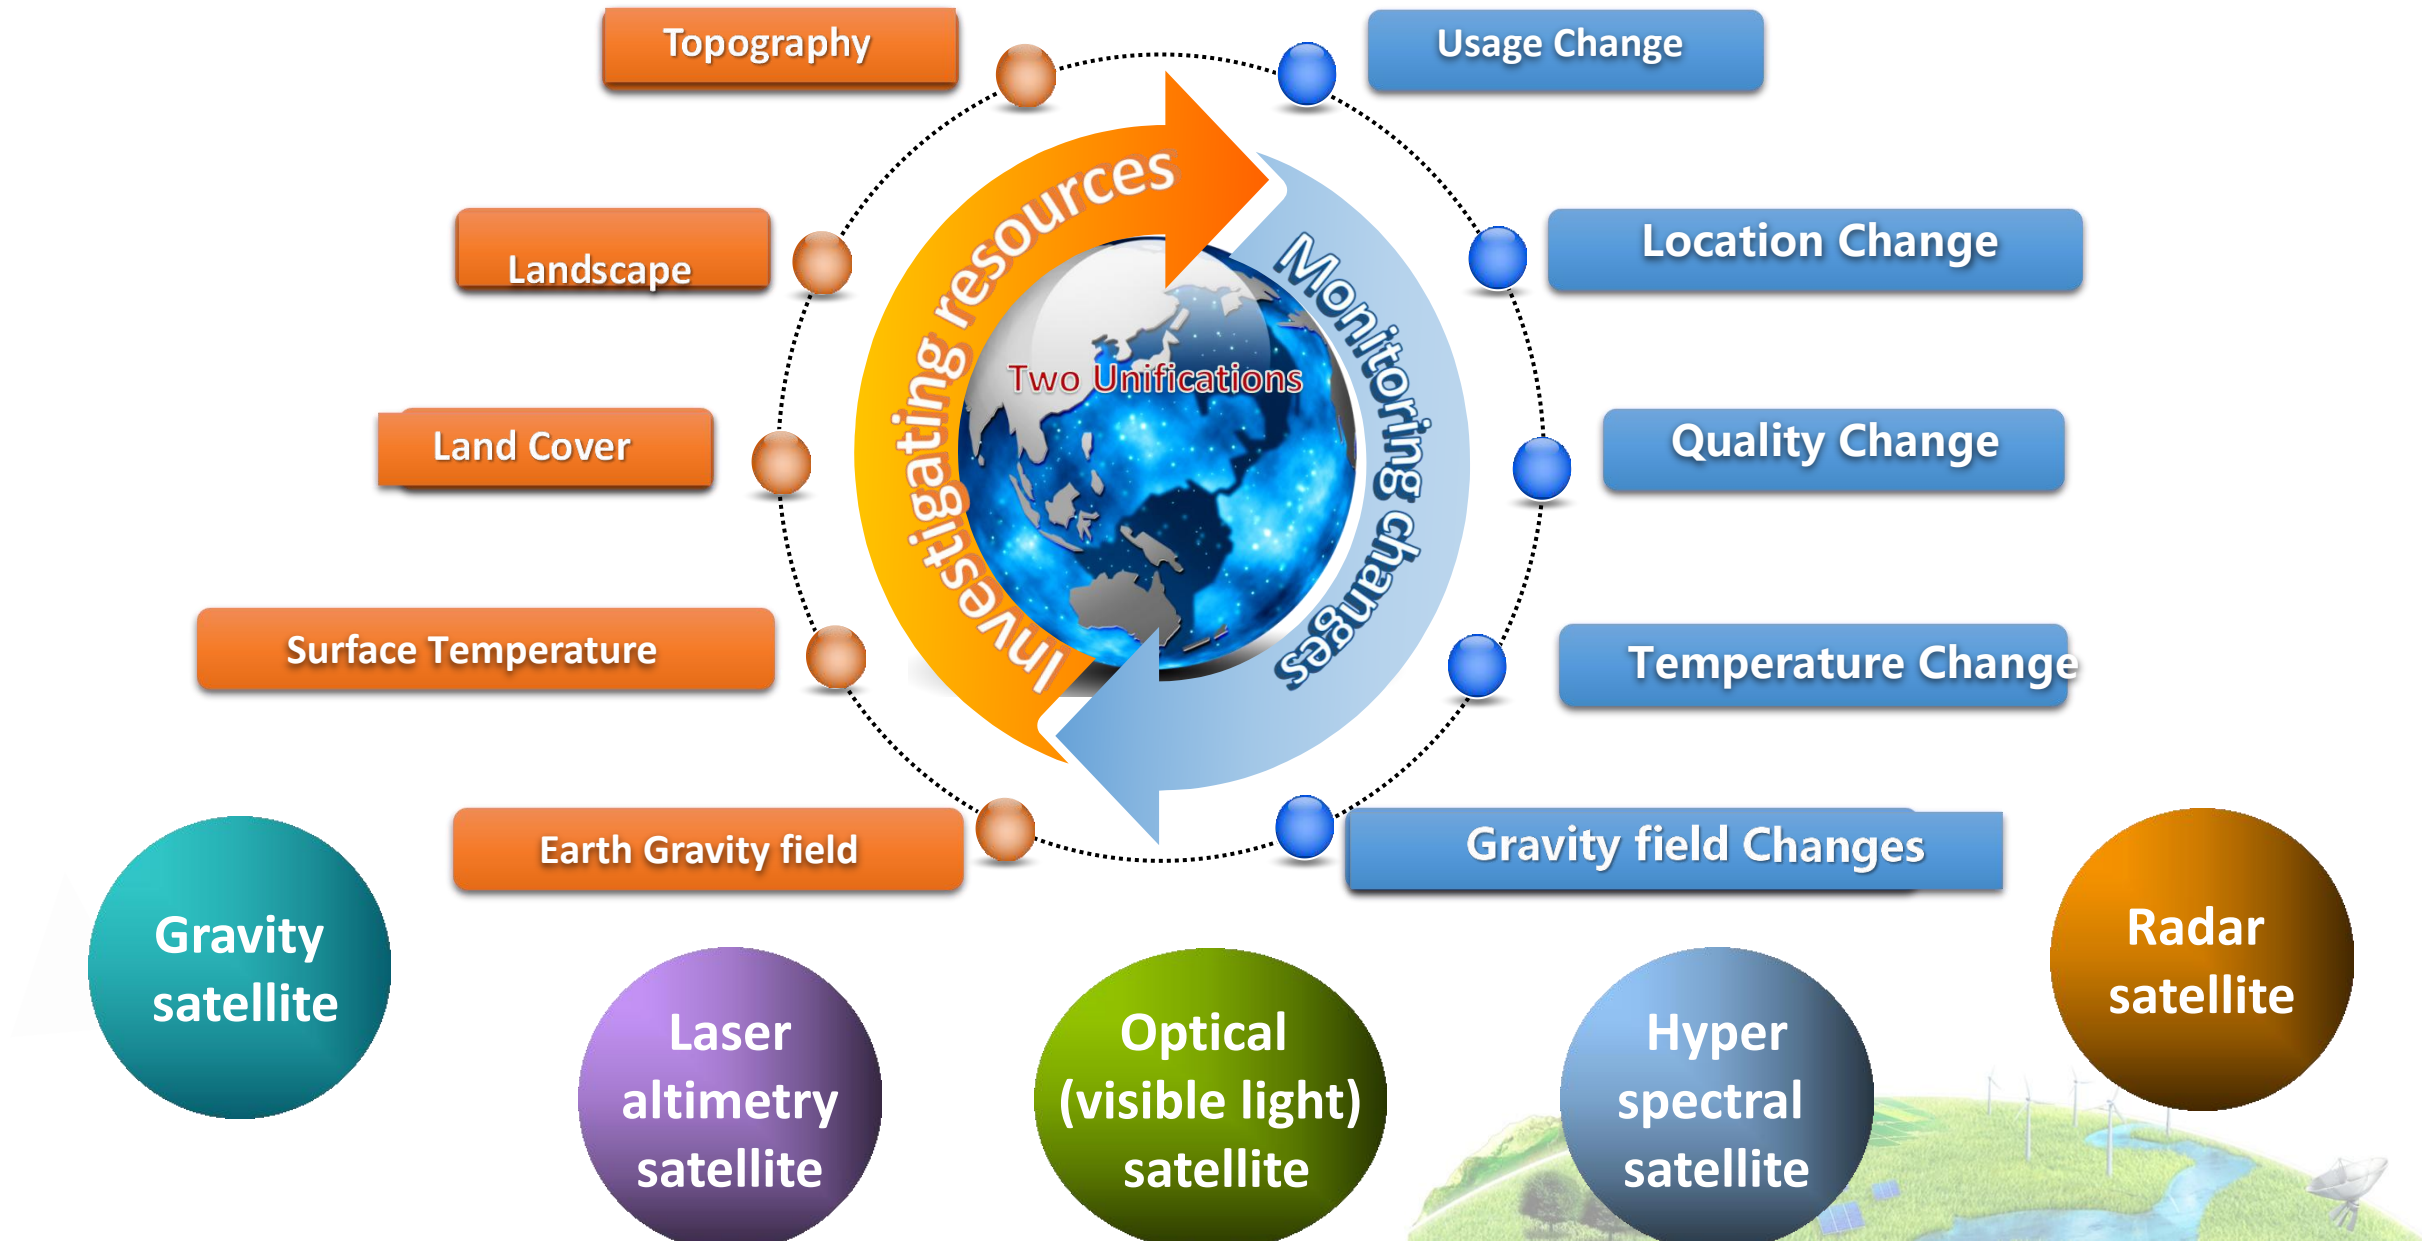 Topography
Usage Change
Landscape
Location Change
Investigating resources
Monitoring changes
Two Unifications
Land Cover
Quality Change
Surface Temperature
Temperature Change
Earth Gravity field
Gravity field Changes
Gravity
satellite
Laser
altimetry
satellite
Optical
(visible light)
satellite
Hyper
spectral
satellite
Radar
satellite